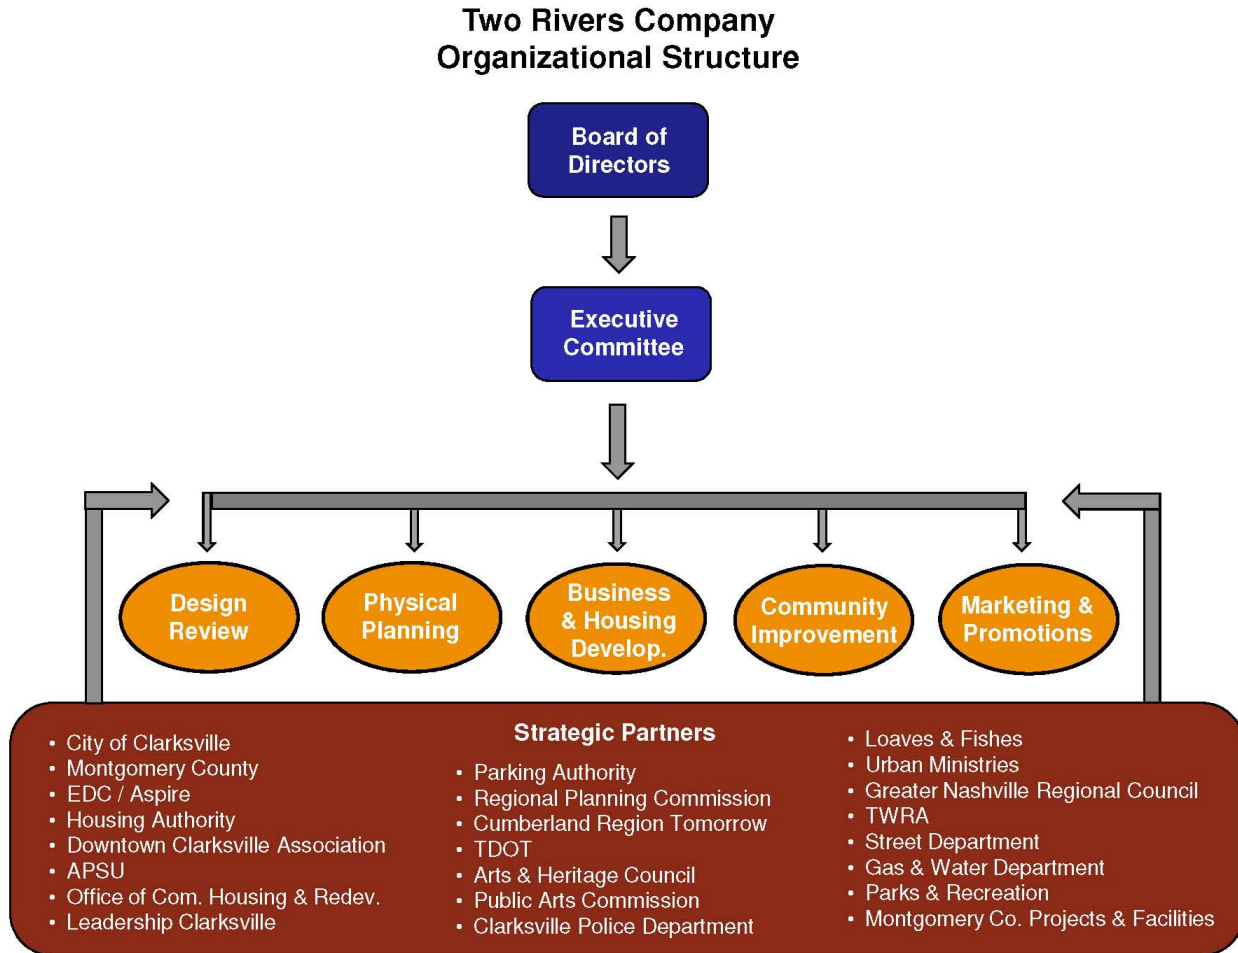 Two Rivers Company
Organizational Structure
Board of
Directors
Executive
Committee
Design
Review
Physical
Planning
Business
& Housing
Develop.
Community
Improvement
Marketing &
Promotions
• City of Clarksville
• Montgomery County
• EDC / Aspire
• Housing Authority
• Downtown Clarksville Association
• APSU
• Office of Com. Housing & Redev.
• Leadership Clarksville
Strategic Partners
• Parking Authority
• Regional Planning Commission
• Cumberland Region Tomorrow
• TDOT
• Arts & Heritage Council
• Public Arts Commission
• Clarksville Police Department
• Loaves & Fishes
• Urban Ministries
• Greater Nashville Regional Council
• TWRA
• Street Department
• Gas & Water Department
• Parks & Recreation
• Montgomery Co. Projects & Facilities